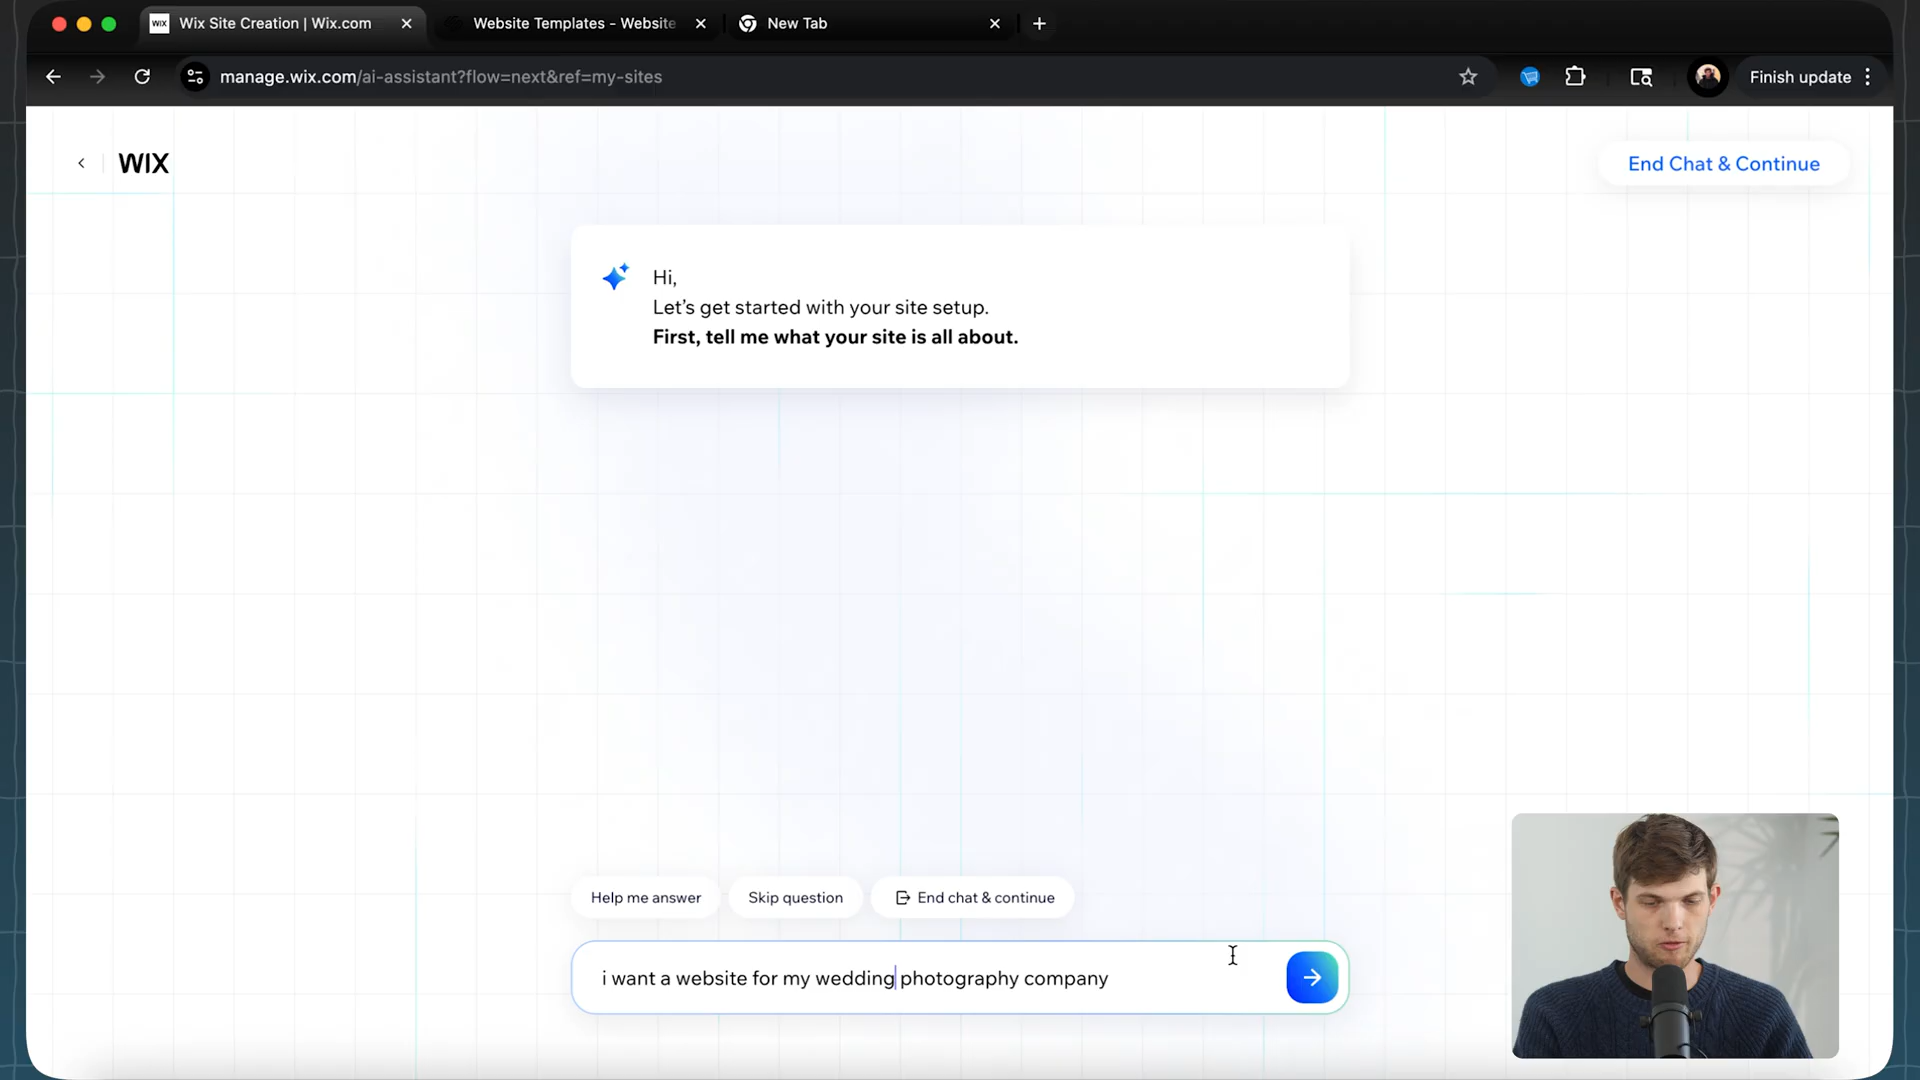 WIX Wix Site Creation | Wix.com
Website Templates - Website
New Tab
manage.wix.com/ai-assistant?flow=next&ref=my-sites
Finish update
WIX
End Chat & Continue
Hi,
Let's get started with your site setup.
First, tell me what your site is all about.
Help me answer
Skip question
End chat & continue
i want a website for my wedding photography company